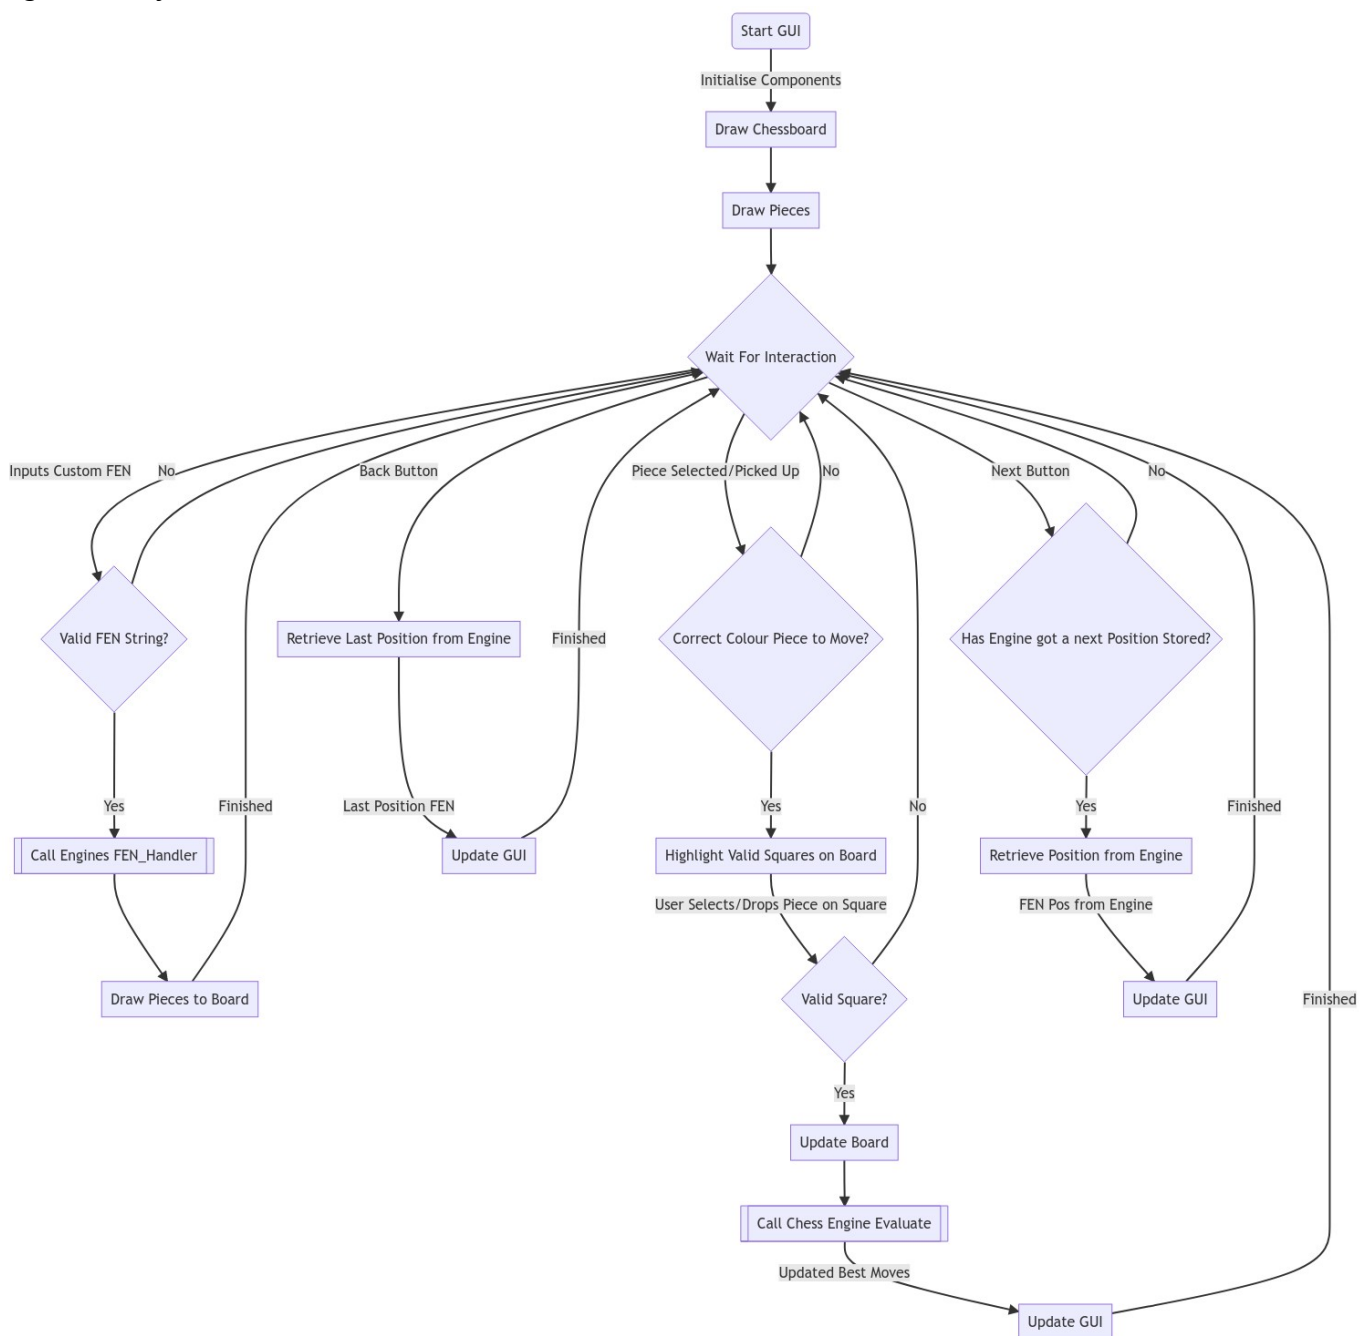 Start GUI
Initialise Components
Draw Chessboard
Draw Pieces
Wait For Interaction
Inputs Custom FEN
No
Back Button
Piece Selected/Picked Up
No
Next Button
No
Valid FEN String?
Retrieve Last Position from Engine
Finished
Correct Colour Piece to Move?
Has Engine got a next Position Stored?
Yes
Finished
Last Position FEN
Yes
No
Yes
Finished
Call Engines FEN_Handler
Update GUI
Highlight Valid Squares on Board
Retrieve Position from Engine
User Selects/Drops Piece on Square
FEN Pos from Engine
Draw Pieces to Board
Valid Square?
Update GUI
Finished
Yes
Update Board
Call Chess Engine Evaluate
Updated Best Moves
Update GUI